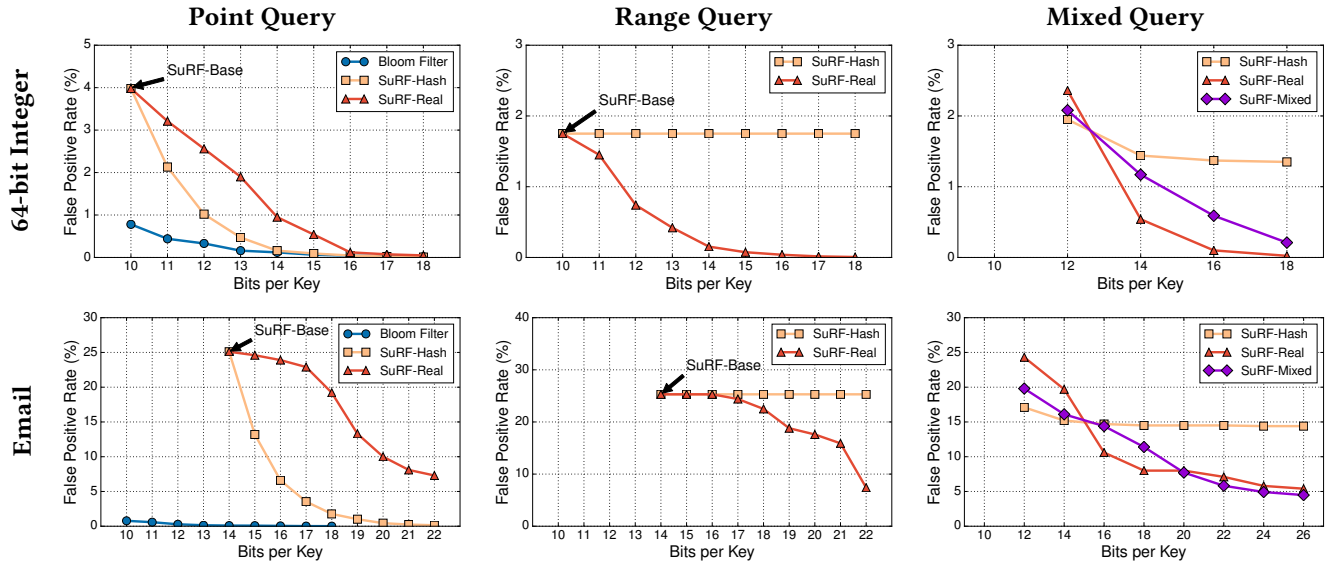 Point Query
Range Query
Mixed Query
64-bit Integer
False Positive Rate (%)
5
4
3
2
1
0
SuRF-Base
Bloom Filter
SuRF-Hash
SuRF-Real
10 11 12 13 14 15 16 17 18
Bits per Key
False Positive Rate (%)
3
2
1
0
SuRF-Base
SuRF-Hash
SuRF-Real
10 11 12 13 14 15 16 17 18
Bits per Key
False Positive Rate (%)
3
2
1
0
SuRF-Hash
SuRF-Real
SuRF-Mixed
10 12 14 16 18
Bits per Key
Email
False Positive Rate (%)
30
25
20
15
10
5
0
SuRF-Base
Bloom Filter
SuRF-Hash
SuRF-Real
10 11 12 13 14 15 16 17 18 19 20 21 22
Bits per Key
False Positive Rate (%)
40
30
20
10
0
SuRF-Base
SuRF-Hash
SuRF-Real
10 11 12 13 14 15 16 17 18 19 20 21 22
Bits per Key
False Positive Rate (%)
30
25
20
15
10
5
0
SuRF-Hash
SuRF-Real
SuRF-Mixed
10 12 14 16 18 20 22 24 26
Bits per Key